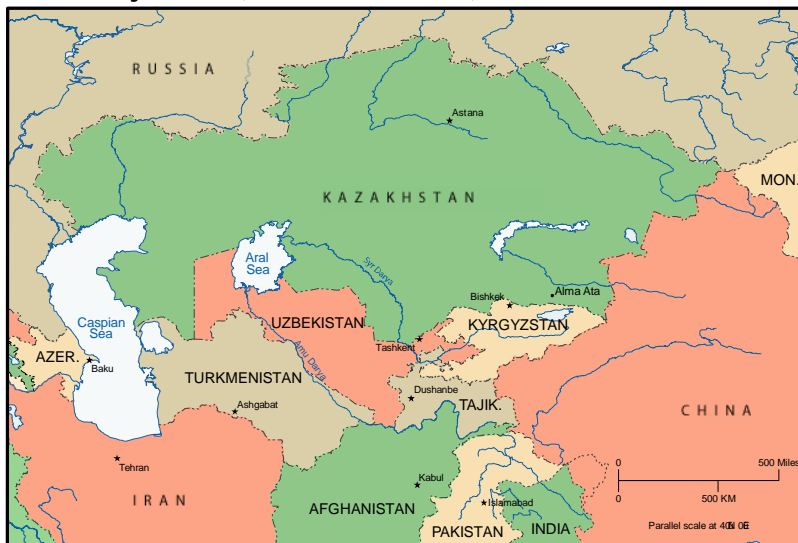 RUSSIA
Astana
MON.
KAZAKHSTAN
Aral
Sea
Syr Darya
Bishkek
Alma Ata
Caspian
Sea
UZBEKISTAN
KYRGYZSTAN
Tashkent
AZER.
Baku
Amu Darya
TURKMENISTAN
Dushanbe
TAJIK.
Ashgabat
CHINA
Tehran
0
500 Miles
Kabul
0
500 KM
IRAN
AFGHANISTAN
Islamabad
PAKISTAN
INDIA
Parallel scale at